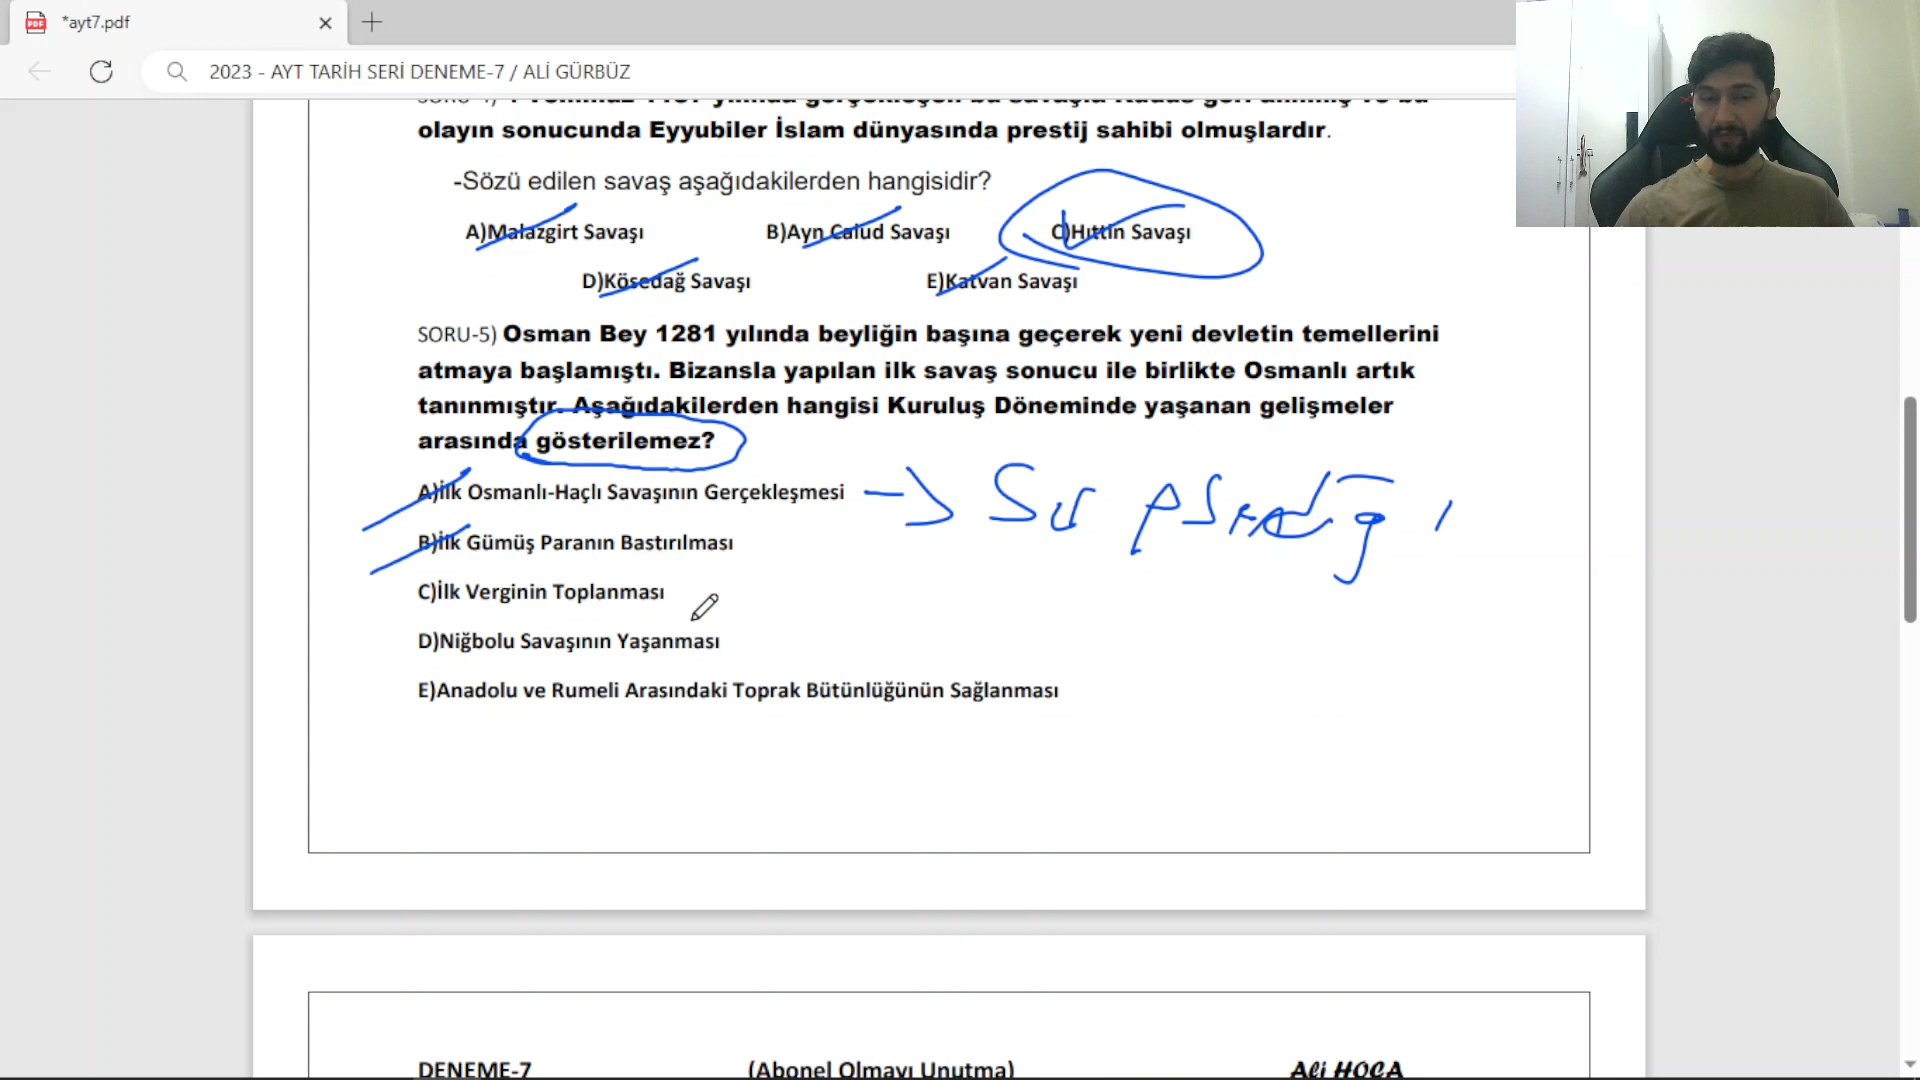 *ayt7.pdf
2023 - AYT TARİH SERİ DENEME-7 / ALİ GÜRBÜZ
olayın sonucunda Eyyubiler İslam dünyasında prestij sahibi olmuşlardır.
-Sözü edilen savaş aşağıdakilerden hangisidir?
A)Malazgirt Savaşı B)Ayn Calud Savaşı C)Hıttin Savaşı
D)Kösedağ Savaşı E)Katvan Savaşı
SORU-5) Osman Bey 1281 yılında beyliğin başına geçerek yeni devletin temellerini
atmaya başlamıştı. Bizansla yapılan ilk savaş sonucu ile birlikte Osmanlı artık
tanınmıştır. Aşağıdakilerden hangisi Kuruluş Döneminde yaşanan gelişmeler
arasında gösterilemez?
A)İlk Osmanlı-Haçlı Savaşının Gerçekleşmesi
B)İlk Gümüş Paranın Bastırılması
C)İlk Verginin Toplanması
D)Niğbolu Savaşının Yaşanması
E)Anadolu ve Rumeli Arasındaki Toprak Bütünlüğünün Sağlanması
DENEME-7 (Abonel Olmayı Unutma) Ali HOCA